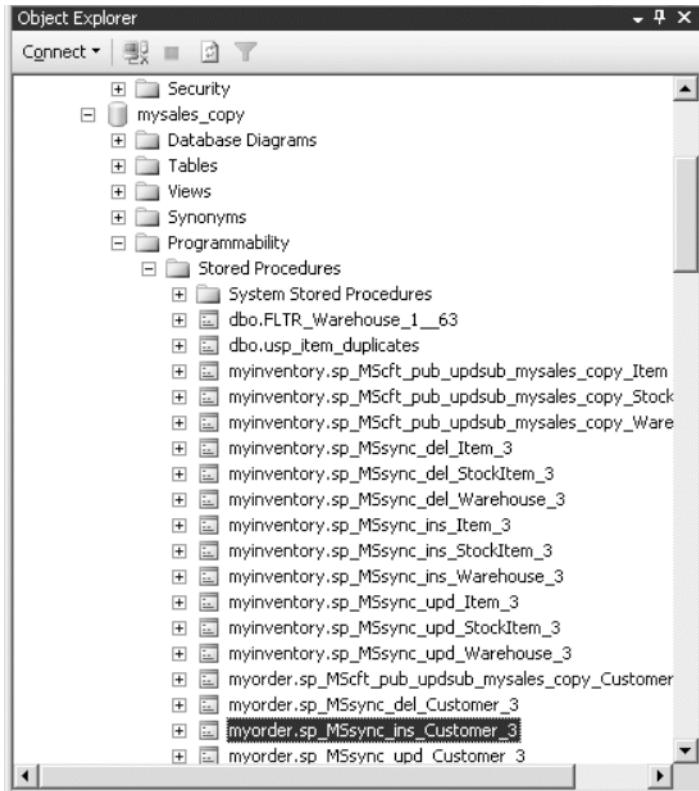 Object Explorer
Connect
Security
mysales_copy
Database Diagrams
Tables
Views
Synonyms
Programmability
Stored Procedures
System Stored Procedures
dbo.FLTR_Warehouse_1__63
dbo.usp_item_duplicates
myinventory.sp_MScft_pub_updsub_mysales_copy_Item
myinventory.sp_MScft_pub_updsub_mysales_copy_Stock
myinventory.sp_MScft_pub_updsub_mysales_copy_Ware
myinventory.sp_MSsync_del_Item_3
myinventory.sp_MSsync_del_StockItem_3
myinventory.sp_MSsync_del_Warehouse_3
myinventory.sp_MSsync_ins_Item_3
myinventory.sp_MSsync_ins_StockItem_3
myinventory.sp_MSsync_ins_Warehouse_3
myinventory.sp_MSsync_upd_Item_3
myinventory.sp_MSsync_upd_StockItem_3
myinventory.sp_MSsync_upd_Warehouse_3
myorder.sp_MScft_pub_updsub_mysales_copy_Customer
myorder.sp_MSsync_del_Customer_3
myorder.sp_MSsync_ins_Customer_3
myorder.sp_MSsync_upd_Customer_3